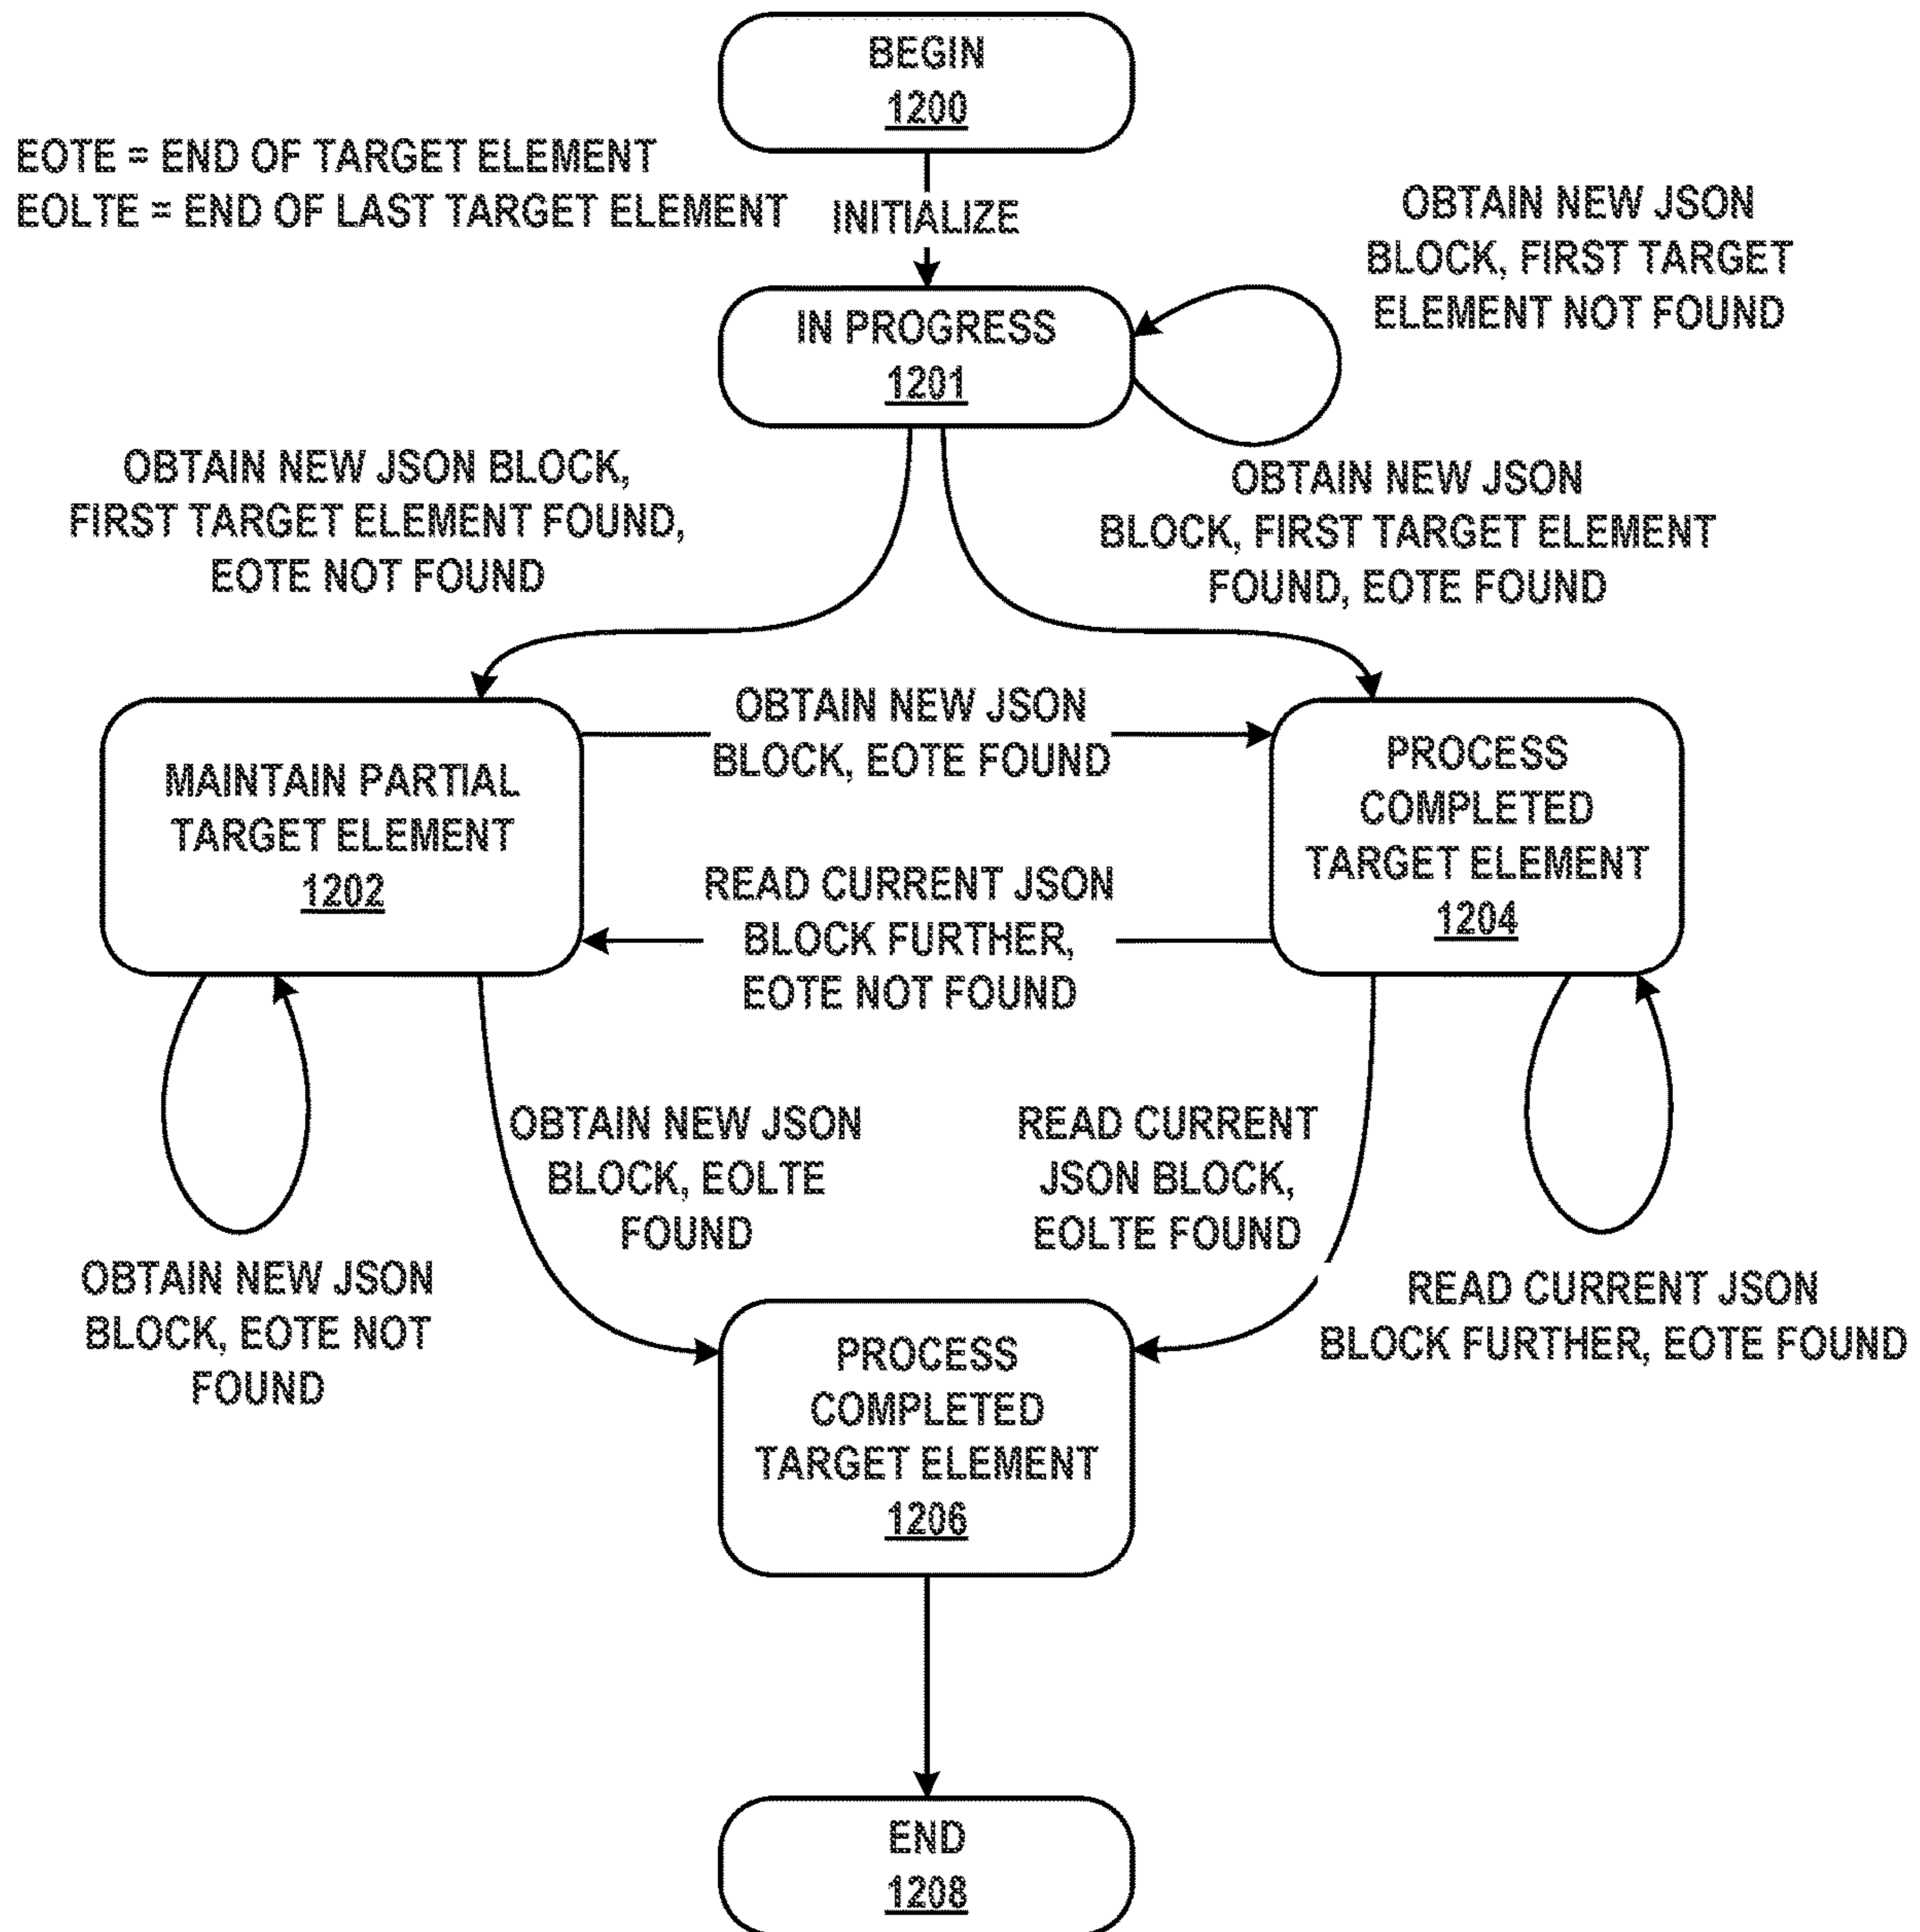 BEGIN
1200
EOTE = END OF TARGET ELEMENT
EOLTE = END OF LAST TARGET ELEMENT
INITIALIZE
OBTAIN NEW JSON
BLOCK, FIRST TARGET
ELEMENT NOT FOUND
IN PROGRESS
1201
OBTAIN NEW JSON BLOCK,
FIRST TARGET ELEMENT FOUND,
EOTE NOT FOUND
OBTAIN NEW JSON
BLOCK, FIRST TARGET ELEMENT
FOUND, EOTE FOUND
MAINTAIN PARTIAL
TARGET ELEMENT
1202
OBTAIN NEW JSON
BLOCK, EOTE FOUND
READ CURRENT JSON
BLOCK FURTHER,
EOTE NOT FOUND
PROCESS
COMPLETED
TARGET ELEMENT
1204
OBTAIN NEW JSON
BLOCK, EOTE NOT
FOUND
OBTAIN NEW JSON
BLOCK, EOLTE
FOUND
READ CURRENT
JSON BLOCK,
EOLTE FOUND
READ CURRENT JSON
BLOCK FURTHER, EOTE FOUND
PROCESS
COMPLETED
TARGET ELEMENT
1206
END
1208